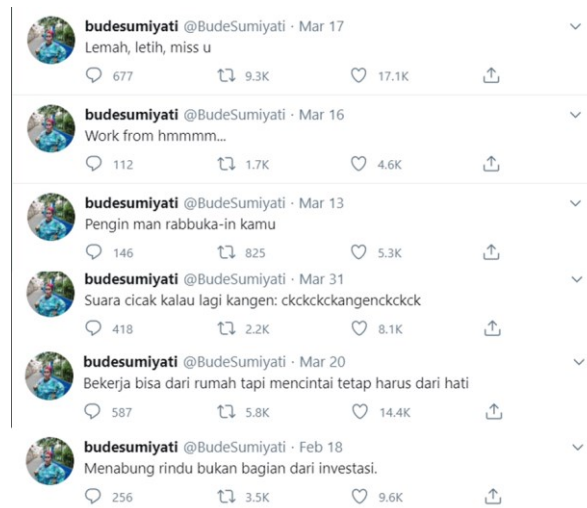 budesumiyati @BudeSumiyati · Mar 17
Lemah, letih, miss u
677 9.3K 17.1K
budesumiyati @BudeSumiyati · Mar 16
Work from hmmmm...
112 1.7K 4.6K
budesumiyati @BudeSumiyati · Mar 13
Pengin man rabbuka-in kamu
146 825 5.3K
budesumiyati @BudeSumiyati · Mar 31
Suara cicak kalau lagi kangen: ckckckckangenckckck
418 2.2K 8.1K
budesumiyati @BudeSumiyati · Mar 20
Bekerja bisa dari rumah tapi mencintai tetap harus dari hati
587 5.8K 14.4K
budesumiyati @BudeSumiyati · Feb 18
Menabung rindu bukan bagian dari investasi.
256 3.5K 9.6K